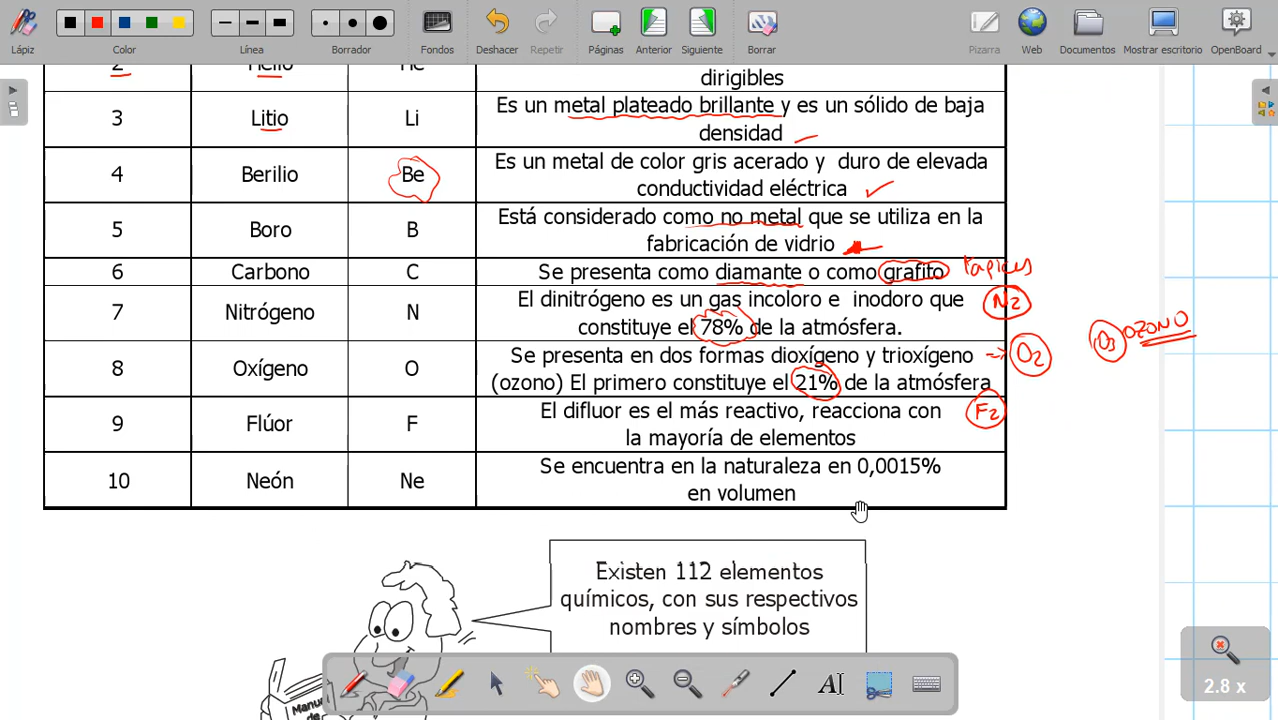 Lápiz
Color
Línea
Borrador
Fondos
Deshacer
Repetir
Páginas
Anterior
Siguiente
Borrar
Pizarra
Web
Documentos
Mostrar escritorio
OpenBoard
2 Helio He
dirigibles
3 Litio Li Es un metal plateado brillante y es un sólido de baja
densidad
4 Berilio Be Es un metal de color gris acerado y duro de elevada
conductividad eléctrica
5 Boro B Está considerado como no metal que se utiliza en la
fabricación de vidrio
6 Carbono C Se presenta como diamante o como grafito lapices
7 Nitrógeno N El dinitrógeno es un gas incoloro e inodoro que N2
constituye el 78% de la atmósfera.
O3 OZONO
8 Oxígeno O Se presenta en dos formas dioxígeno y trioxígeno O2
(ozono) El primero constituye el 21% de la atmósfera
9 Flúor F El difluor es el más reactivo, reacciona con F2
la mayoría de elementos
10 Neón Ne Se encuentra en la naturaleza en 0,0015%
en volumen
Existen 112 elementos
químicos, con sus respectivos
nombres y símbolos
Manual
de
2.8 x